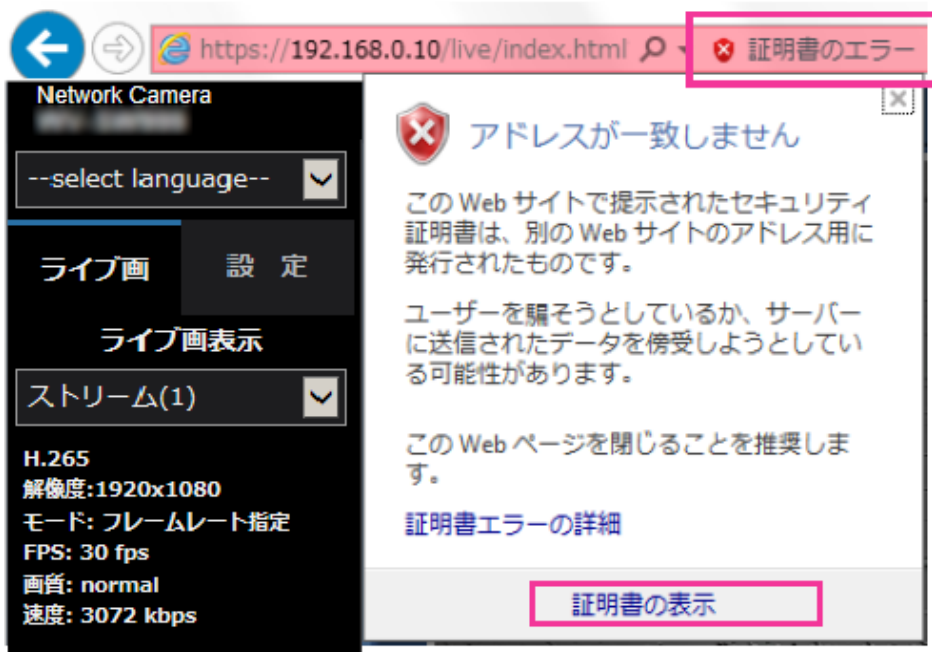 https://192.168.0.10/live/index.html
証明書のエラー
Network Camera
--select language--
ライブ画
設 定
ライブ画表示
ストリーム(1)
H.265
解像度:1920x1080
モード: フレームレート指定
FPS: 30 fps
画質: normal
速度: 3072 kbps
アドレスが一致しません
この Web サイトで提示されたセキュリティ
証明書は、別の Web サイトのアドレス用に
発行されたものです。
ユーザーを騙そうとしているか、サーバー
に送信されたデータを傍受しようとしてい
る可能性があります。
この Web ページを閉じることを推奨しま
す。
証明書エラーの詳細
証明書の表示